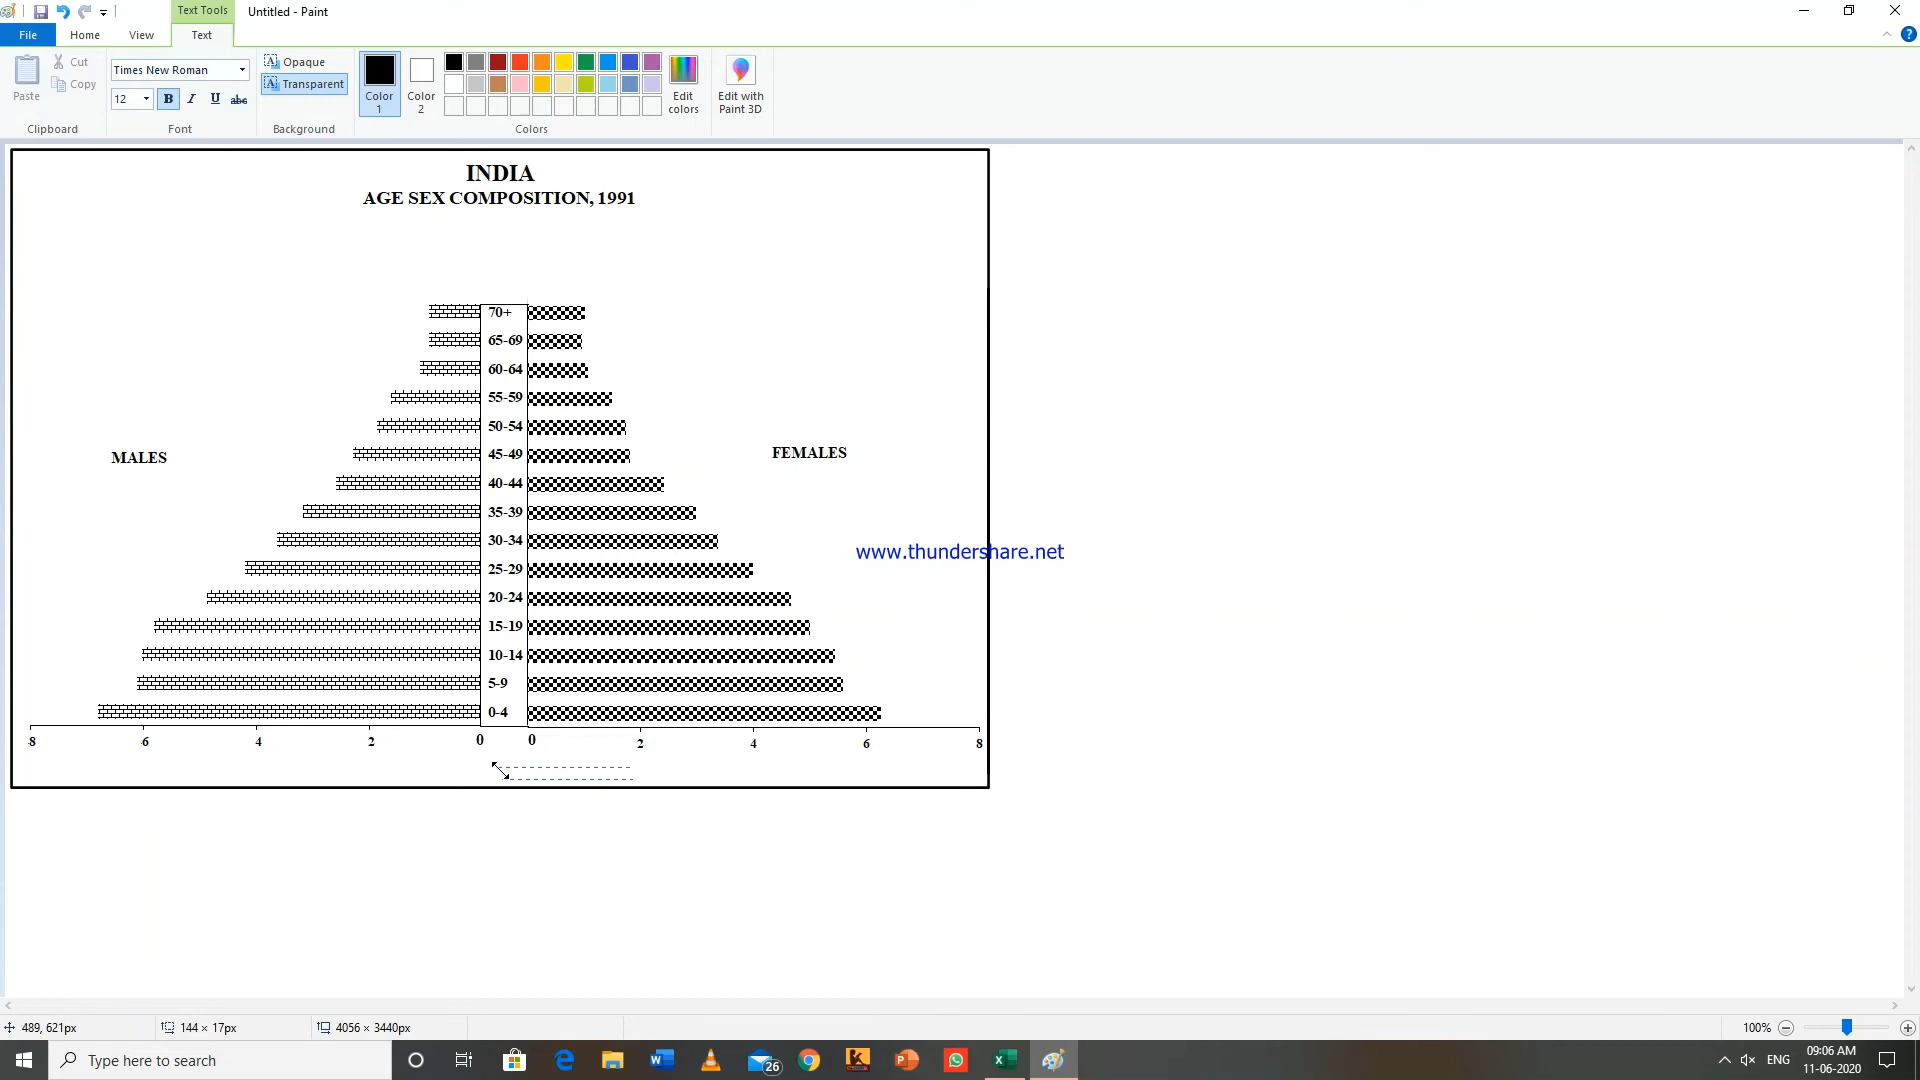 Text Tools
Untitled - Paint
File
Home
View
Text
Paste
Cut
Copy
Clipboard
Times New Roman
12
B
I
U
abc
Font
Opaque
Transparent
Background
Color
1
Color
2
Edit
colors
Colors
Edit with
Paint 3D
INDIA
AGE SEX COMPOSITION, 1991
70+
65-69
60-64
55-59
50-54
45-49
40-44
35-39
30-34
25-29
20-24
15-19
10-14
5-9
0-4
MALES
FEMALES
www.thundershare.net
8 6 4 2 0 0 2 4 6 8
489, 621px
144 × 17px
4056 × 3440px
100%
Type here to search
26
ENG
09:06 AM
11-06-2020